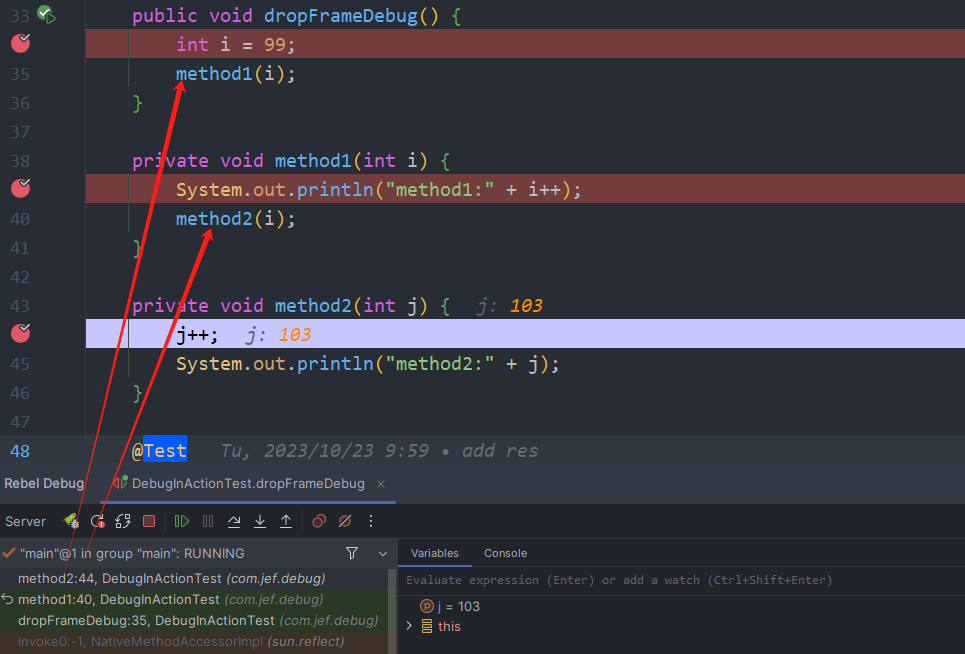 33 public void dropFrameDebug() {
int i = 99;
35 method1(i);
36 }
37
38 private void method1(int i) {
System.out.println("method1:" + i++);
40 method2(i);
41 }
42
43 private void method2(int j) { j: 103
j++; j: 103
45 System.out.println("method2:" + j);
46 }
47
48 @Test Tu, 2023/10/23 9:59 • add res
Rebel Debug DebugInActionTest.dropFrameDebug ×
Server
"main"@1 in group "main": RUNNING
method2:44, DebugInActionTest (com.jef.debug)
method1:40, DebugInActionTest (com.jef.debug)
dropFrameDebug:35, DebugInActionTest (com.jef.debug)
invoke0:-1, NativeMethodAccessorImpl (sun.reflect)
Variables Console
Evaluate expression (Enter) or add a watch (Ctrl+Shift+Enter)
p j = 103
this